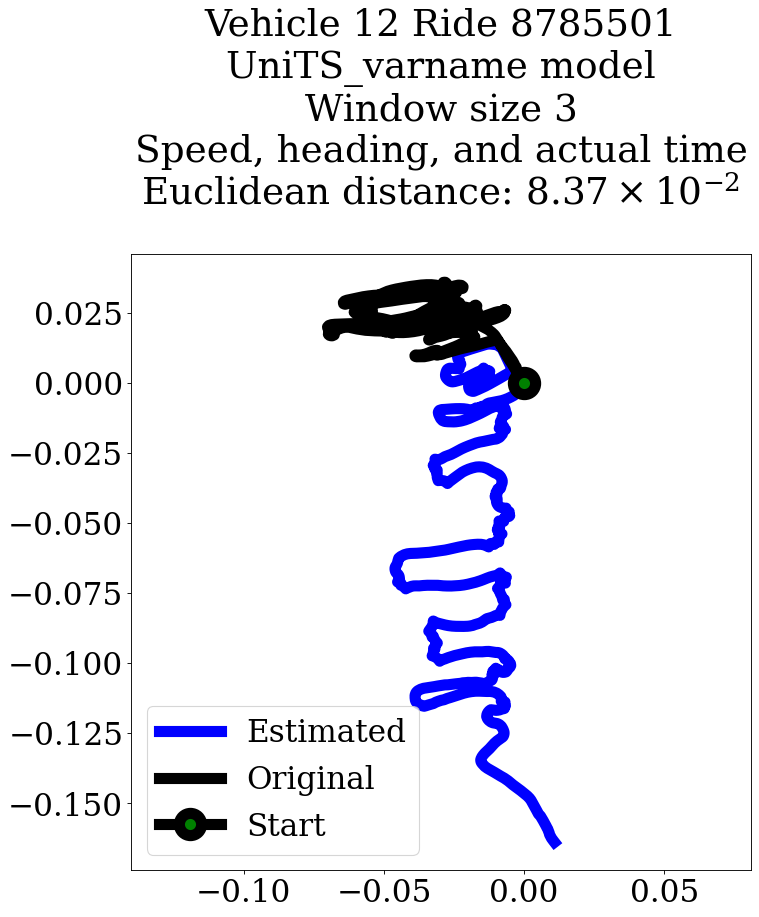 Vehicle 12 Ride 8785501
UniTS_varname model
Window size 3
Speed, heading, and actual time
Euclidean distance: 8.37 × 10⁻²
0.025
0.000
−0.025
−0.050
−0.075
−0.100
−0.125
−0.150
Estimated
Original
Start
−0.10
−0.05
0.00
0.05